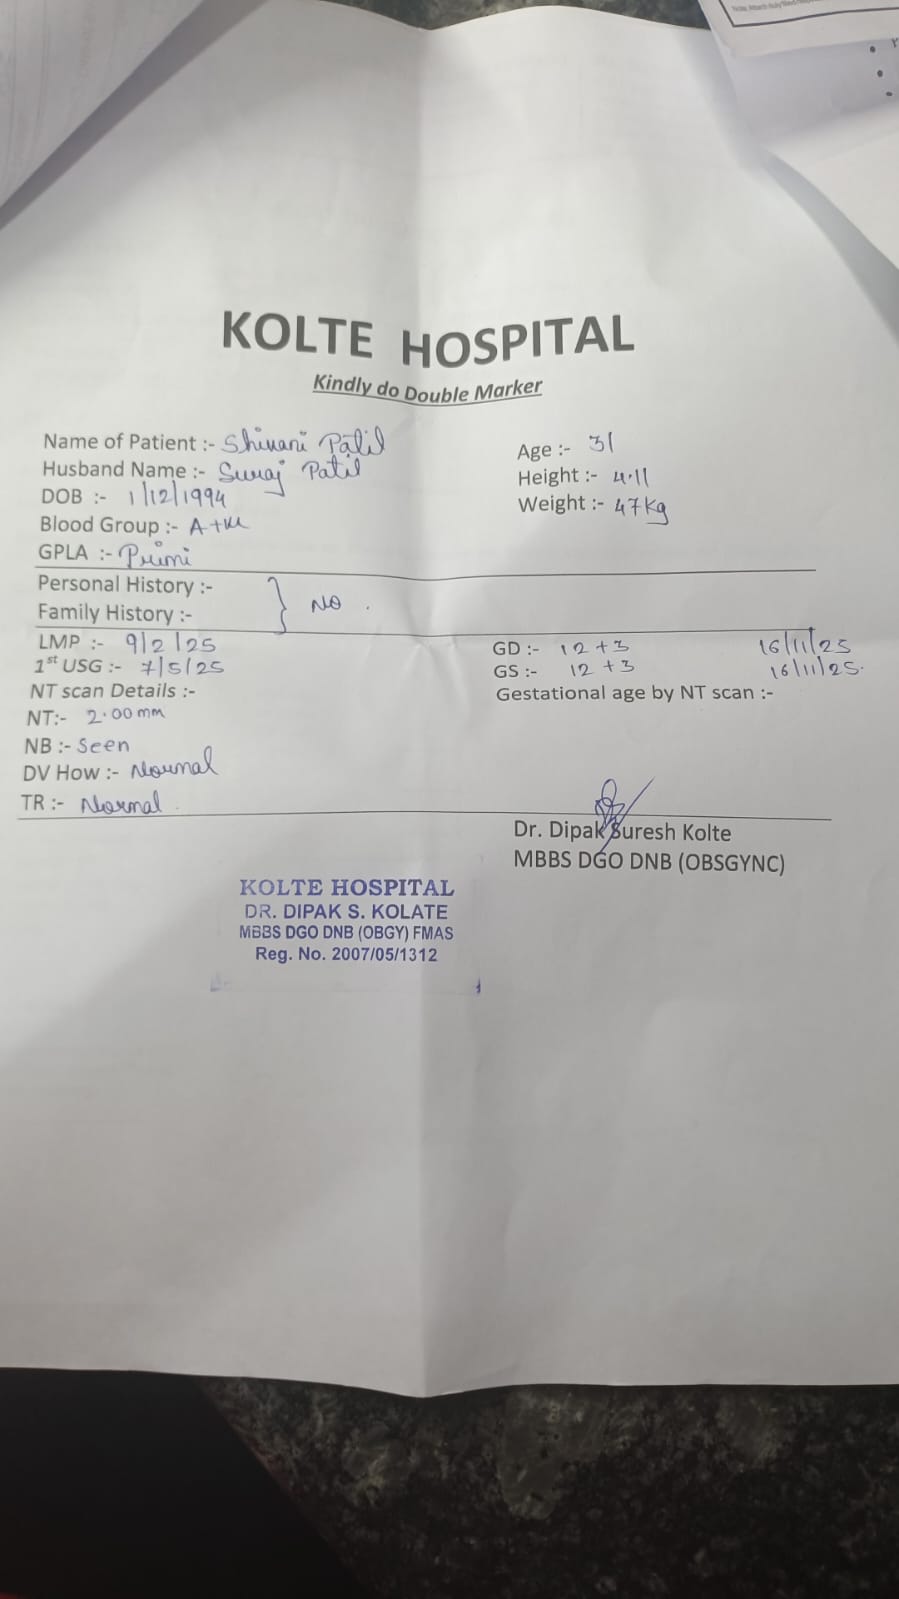 KOLTE HOSPITAL
Kindly do Double Marker
Name of Patient :- Shivani Patil
Age :- 31
Husband Name :- Suraj Patil
Height :- 4.11
DOB :- 1/12/1994
Weight :- 47kg
Blood Group :- A+ve
GPLA :- Primi
Personal History :-
Family History :-
} NO .
LMP :- 9/2/25
GD :- 12+3 16/11/25
1st USG :- 7/5/25
GS :- 12+3 16/11/25.
NT scan Details :-
Gestational age by NT scan :-
NT:- 2.00mm
NB :- Seen
DV How :- Normal
TR :- Normal
Dr. Dipak Suresh Kolte
MBBS DGO DNB (OBSGYNC)
KOLTE HOSPITAL
DR. DIPAK S. KOLATE
MBBS DGO DNB (OBGY) FMAS
Reg. No. 2007/05/1312